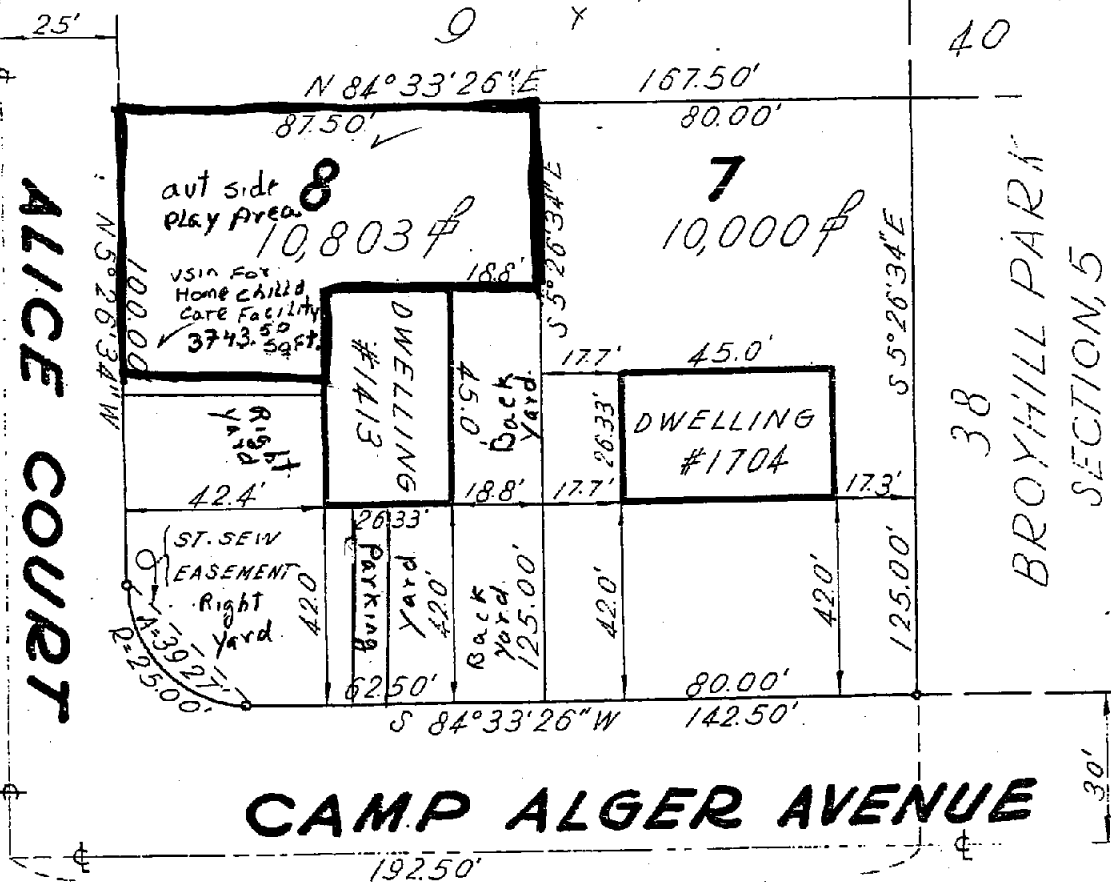 25'
9
40
N 84°33'26"E
167.50'
87.50'
80.00'
8
7
aut side
Play Area
10,803
10,000
18.8'
S 5°26'34"E
S 5°26'34"E
N 5°26'34"W
100.00'
usin For
Home chilld
Care Facility
3743.50
sqFt.
DWELLING
#1413
45.0'
Back
Yard
17.7'
45.0'
26.33'
DWELLING
#1704
Right
Yard
42.4'
18.8'
17.7'
17.3'
26.33'
ST. SEW
EASEMENT
Right
Yard
42.0'
Parking
Yard
42.0'
Back
Yard
125.00'
42.0'
42.0'
125.00'
A=39.27'
R=25.00'
62.50'
80.00'
S 84°33'26"W
142.50'
ALICE COURT
38
BROYHILL PARK
SECTION, 5
CAMP ALGER AVENUE
30'
192.50'